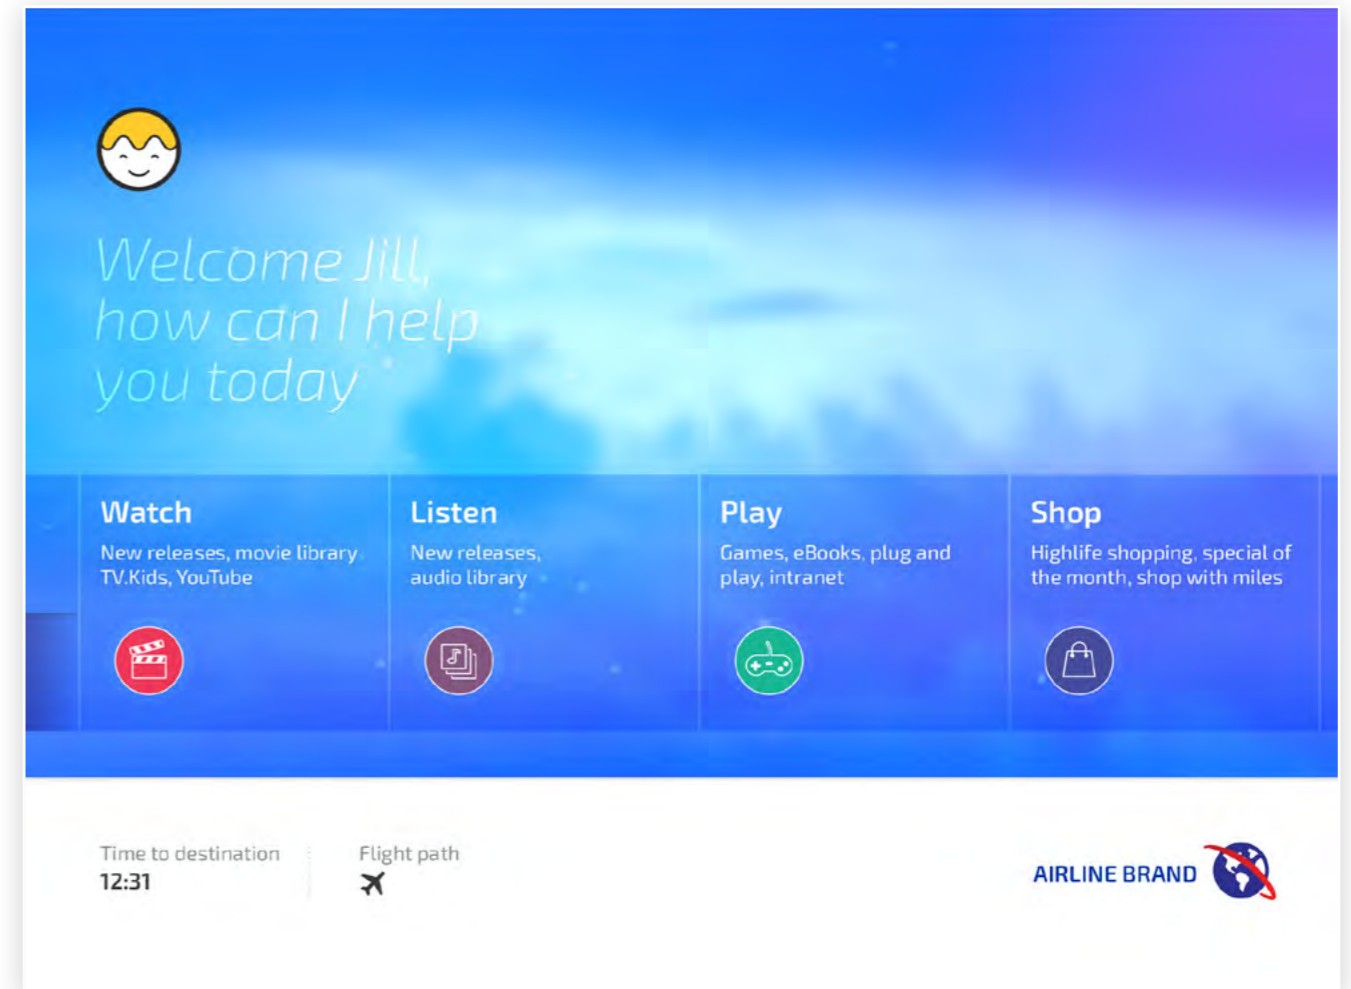 Welcome Jill,
how can I help
you today
Watch
New releases, movie library
TV.Kids, YouTube
Listen
New releases,
audio library
Play
Games, eBooks, plug and
play, intranet
Shop
Highlife shopping, special of
the month, shop with miles
Time to destination
12:31
Flight path
AIRLINE BRAND